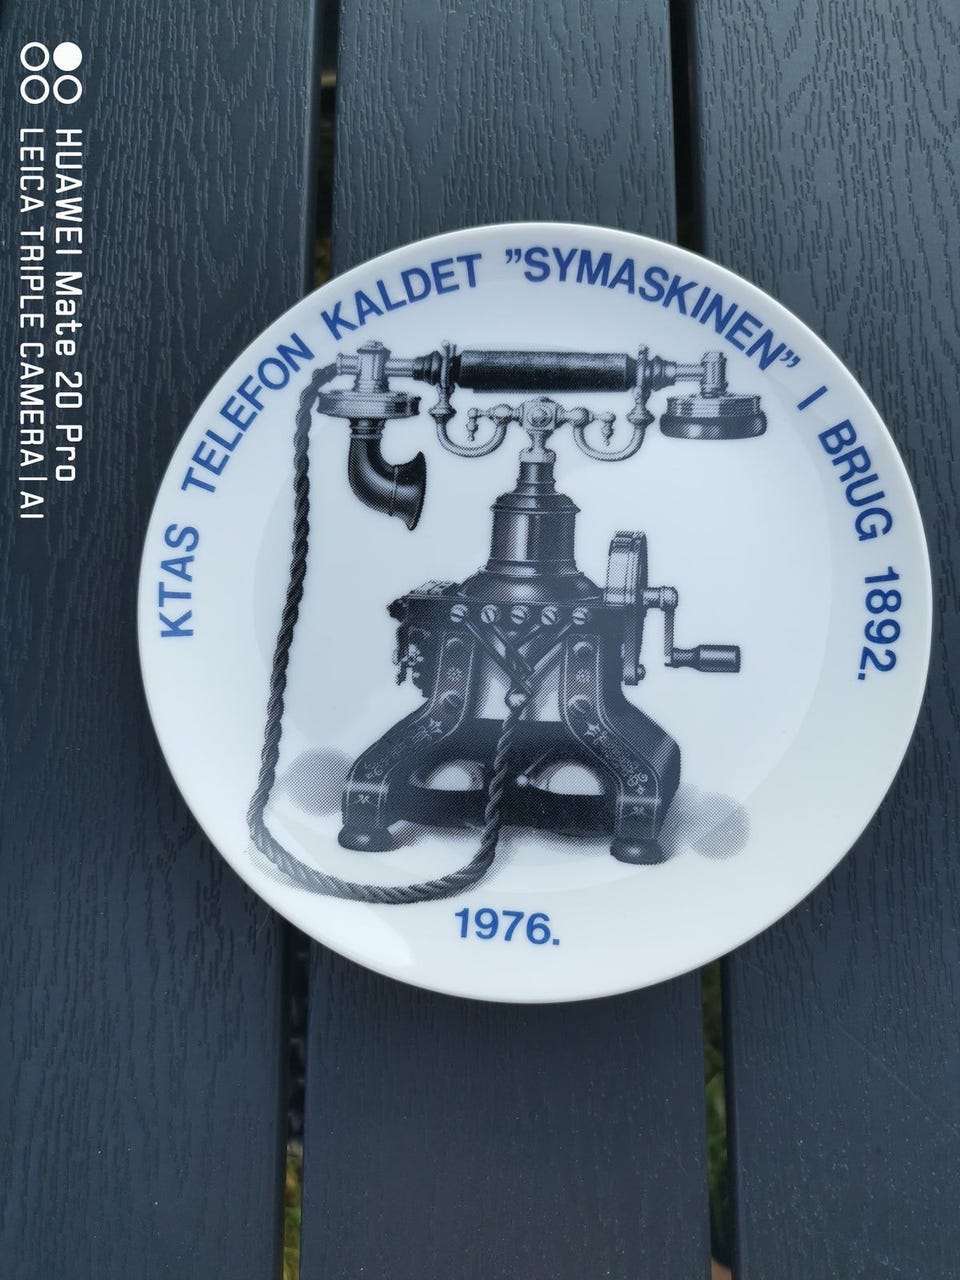 KTAS TELEFON KALDET "SYMASKINEN" I BRUG 1892.
1976.
HUAWEI Mate 20 Pro
LEICA TRIPLE CAMERA | AI